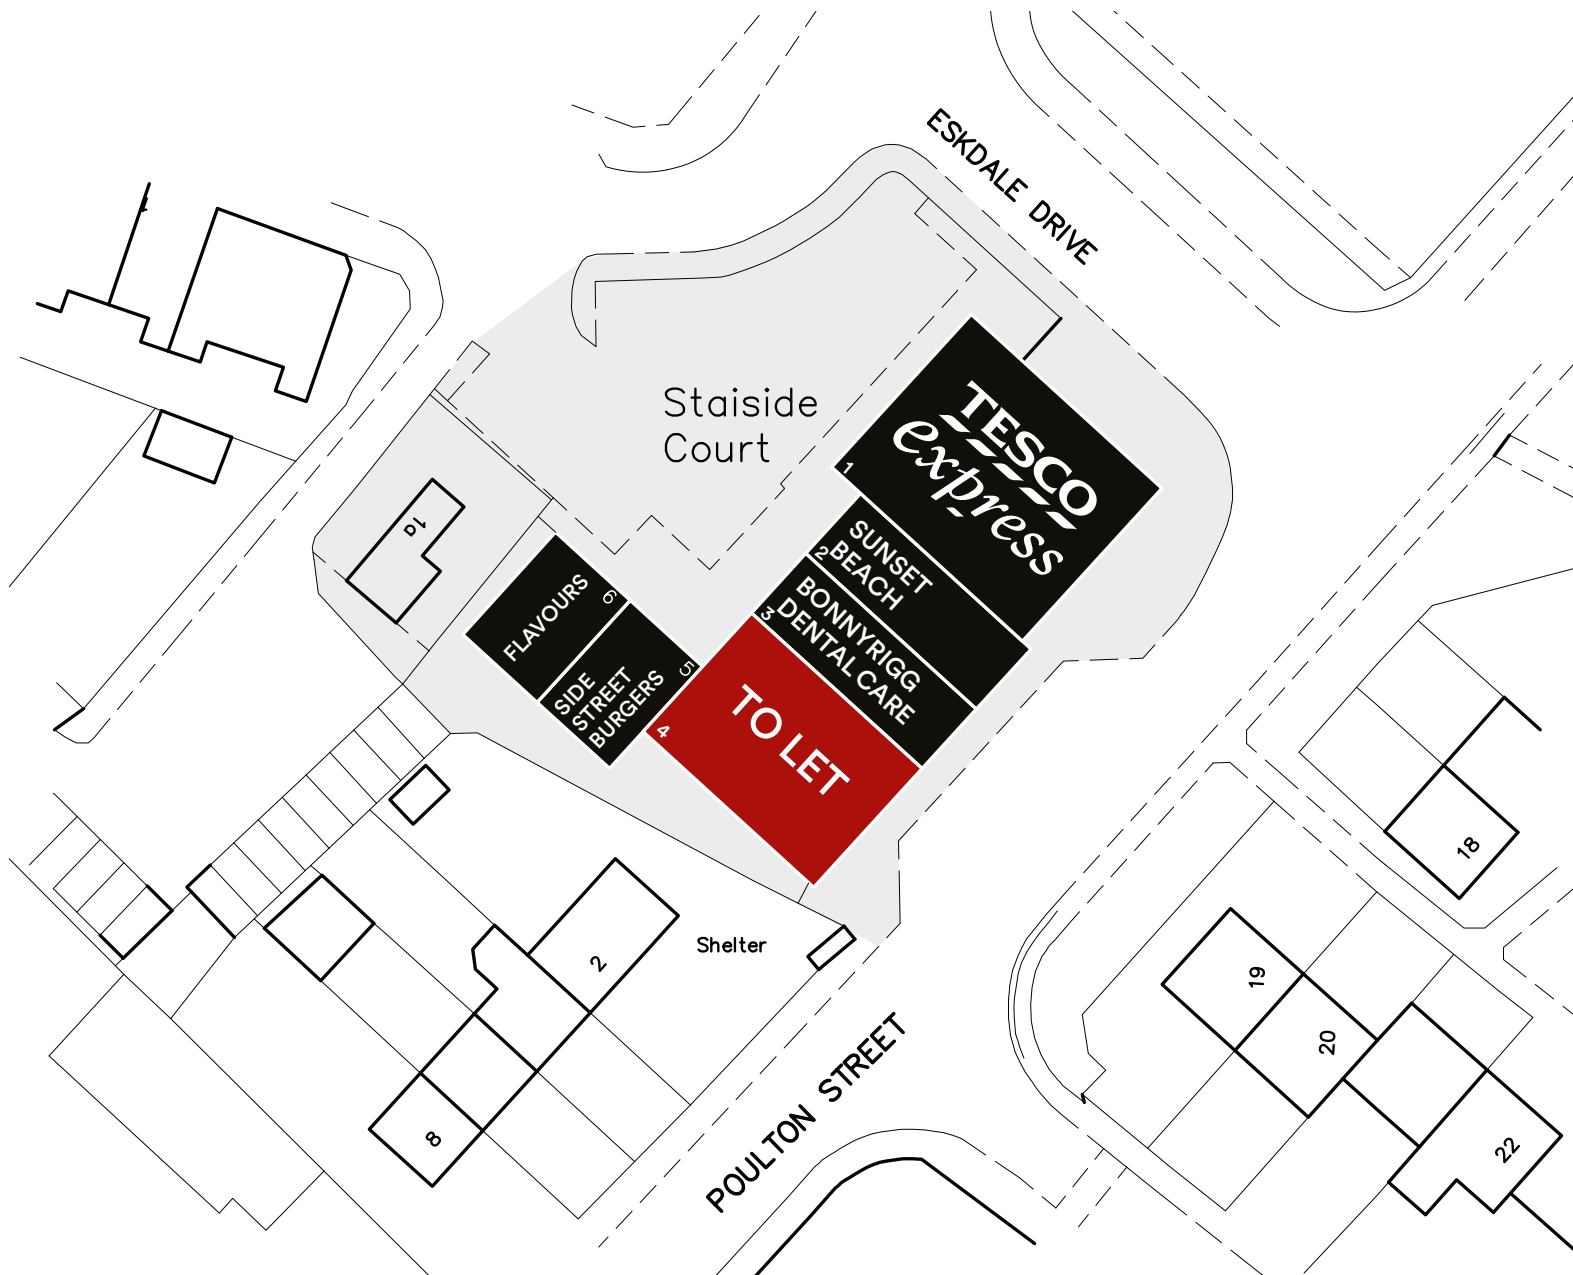 ESKDALE DRIVE
Staiside
Court
TESCO
express
1
SUNSET
BEACH
2
BONNYRIGG
DENTAL CARE
3
TO LET
4
FLAVOURS
6
SIDE
STREET
BURGERS
5
1a
Shelter
2
8
POULTON STREET
18
19
20
22